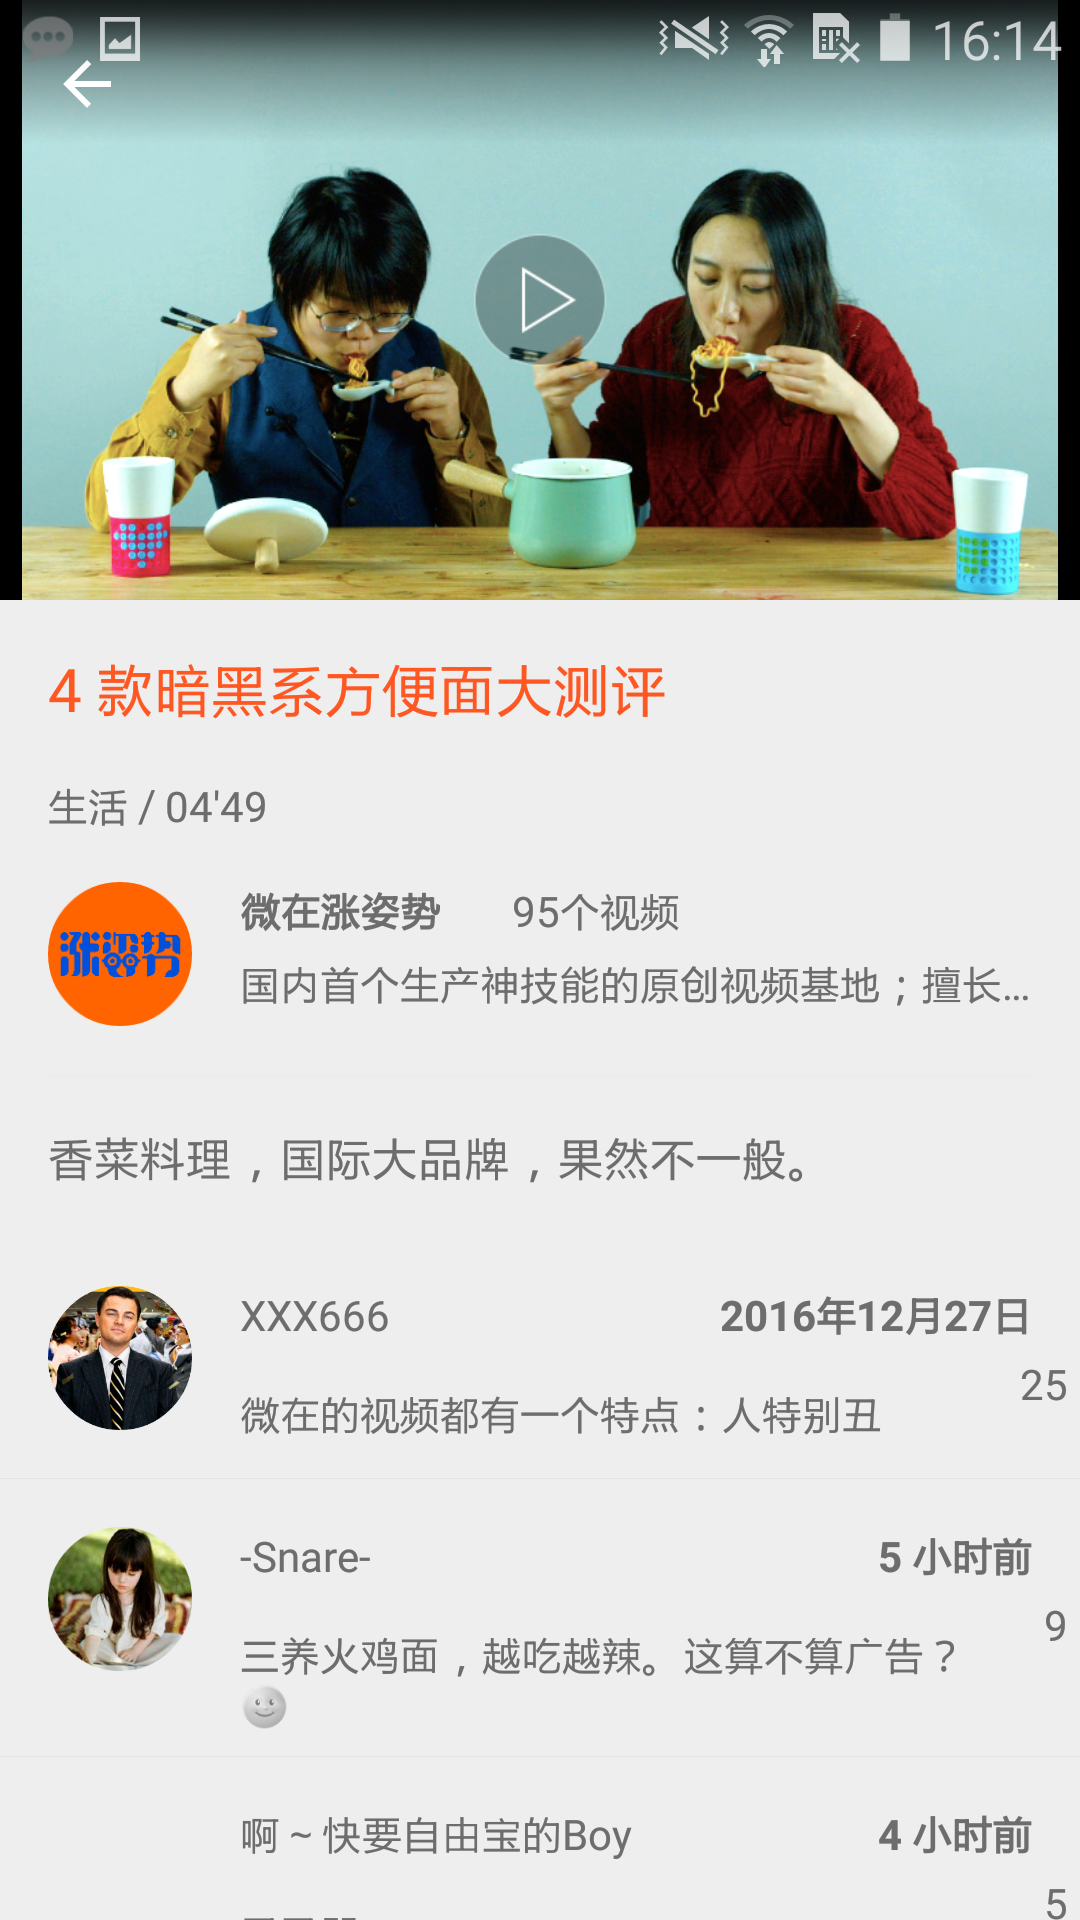 16:14
4 款暗黑系方便面大测评
生活 / 04'49
涨姿势
微在涨姿势 95个视频
国内首个生产神技能的原创视频基地；擅长...
香菜料理，国际大品牌，果然不一般。
XXX666 2016年12月27日
25
微在的视频都有一个特点：人特别丑
-Snare- 5 小时前
9
三养火鸡面，越吃越辣。这算不算广告？
啊～快要自由宝的Boy 4 小时前
5